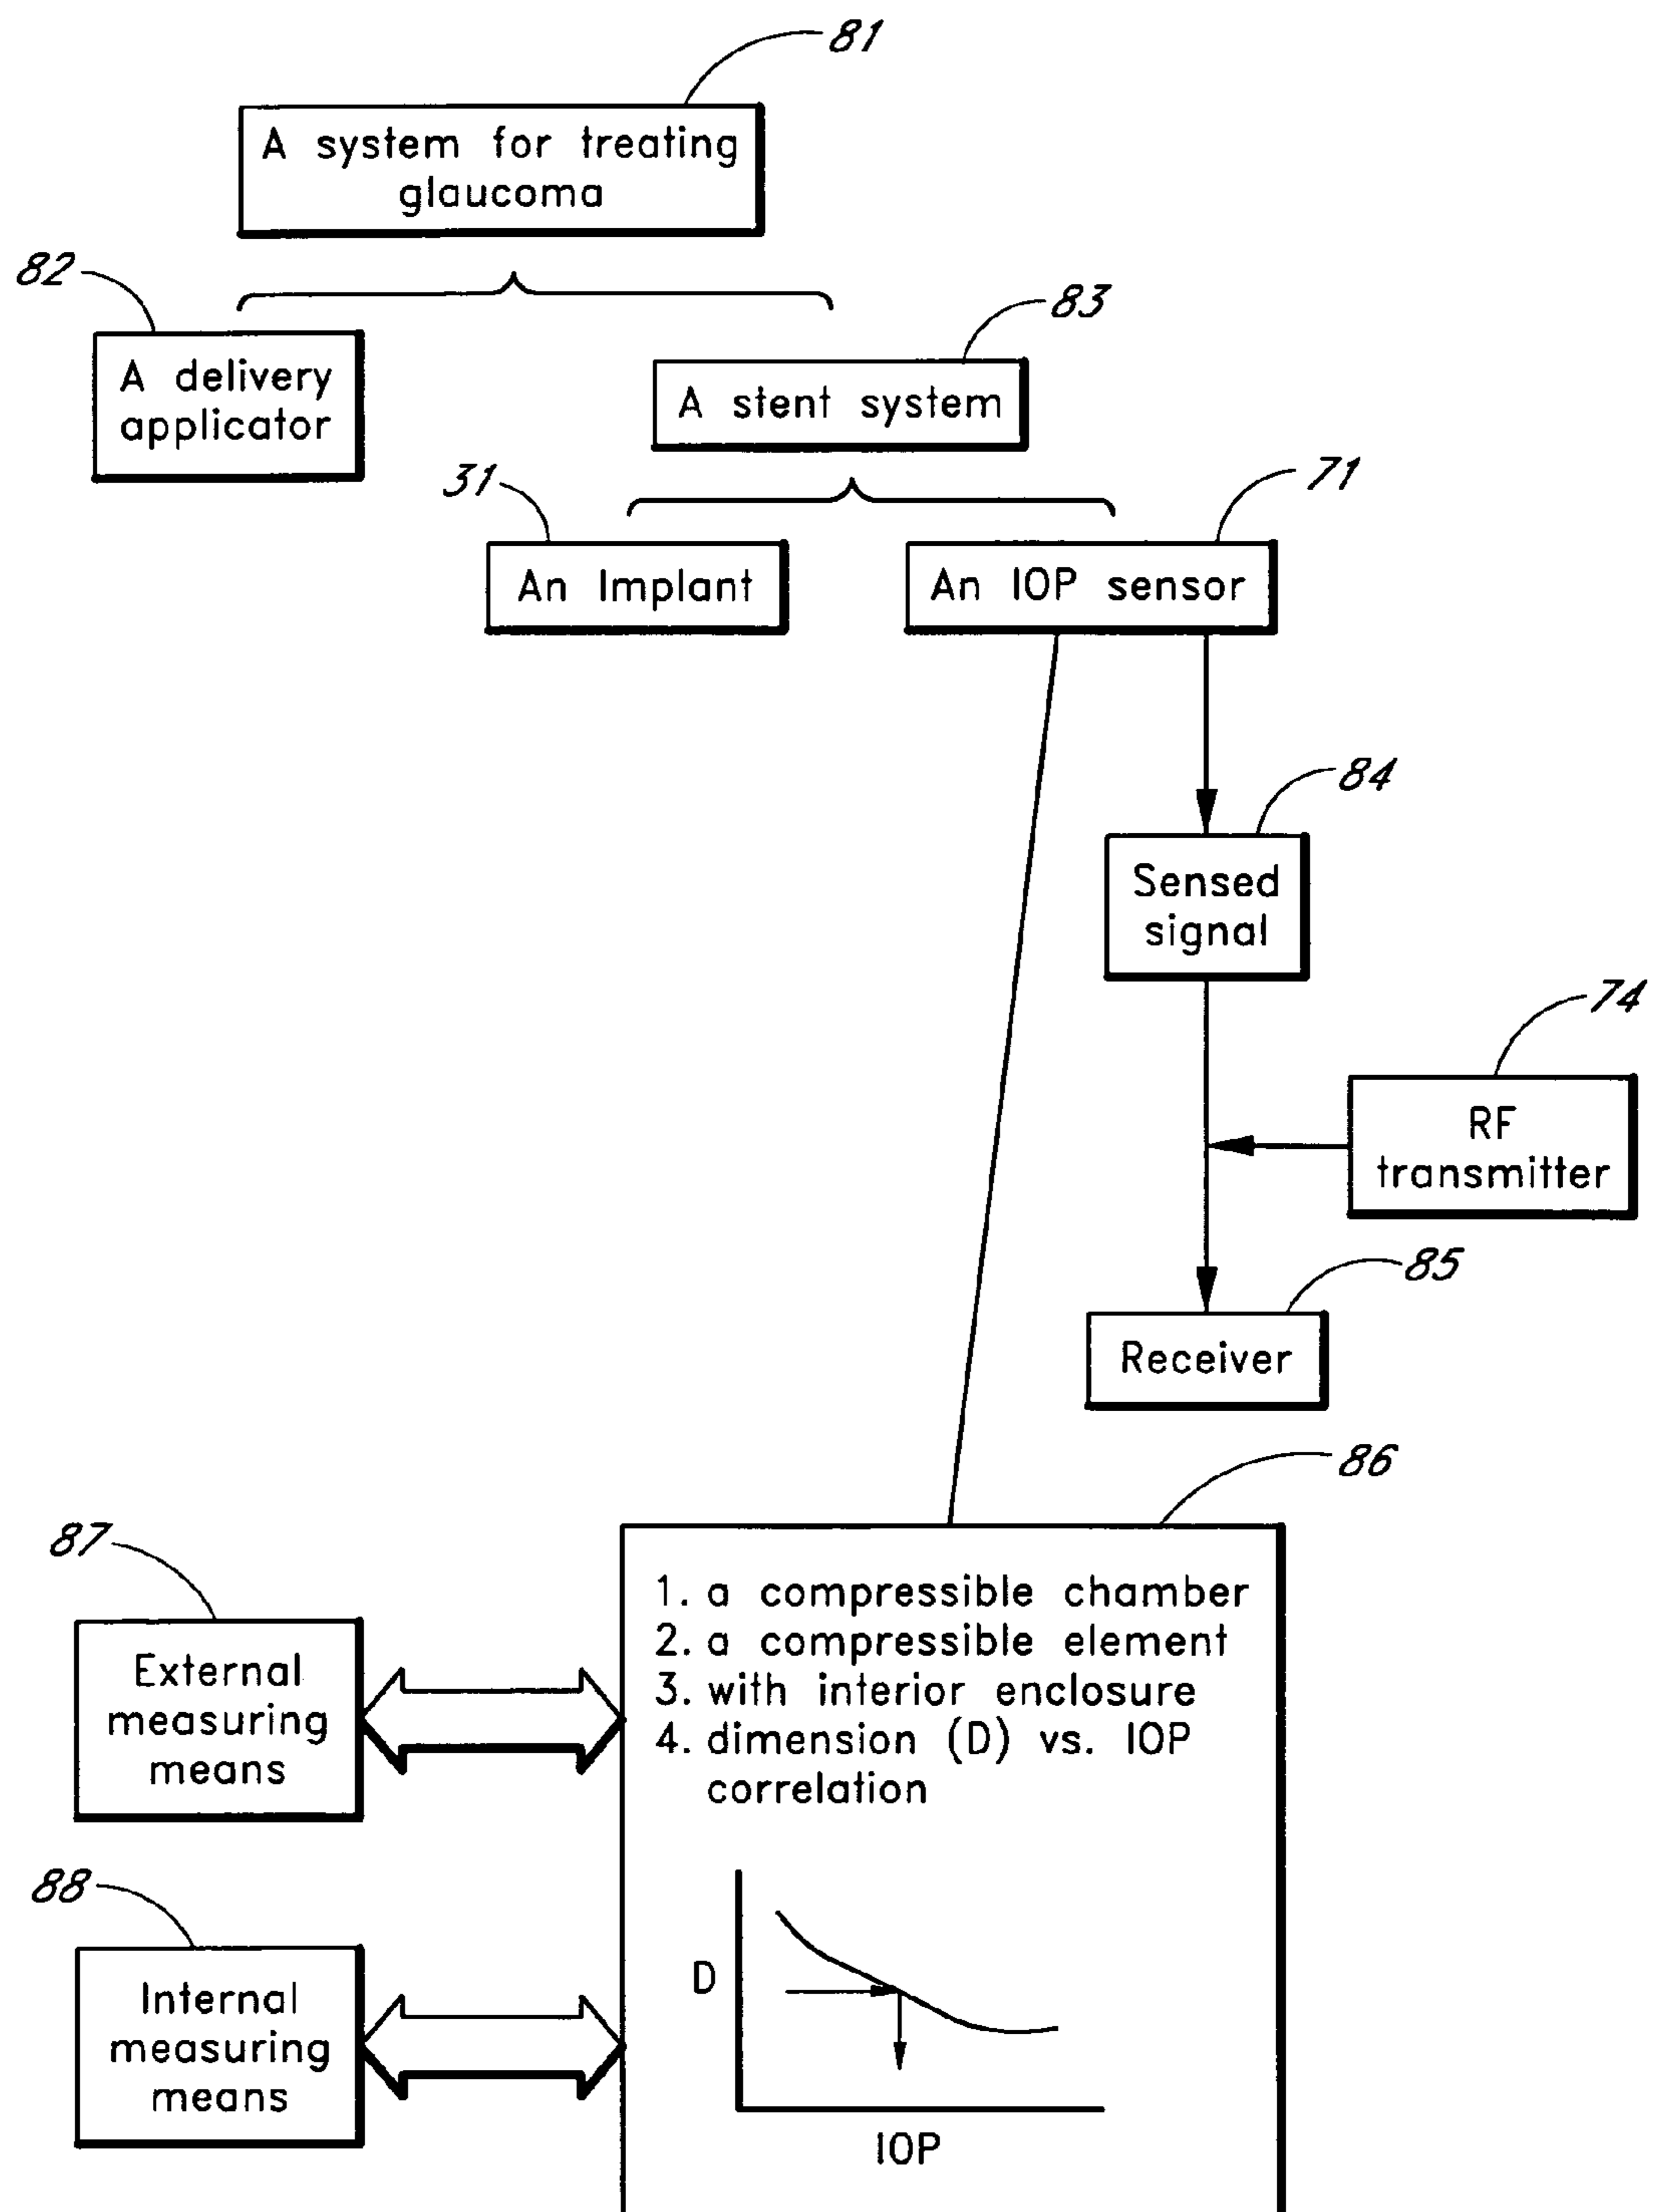 81
A system for treating
glaucoma
82
83
A delivery
applicator
A stent system
31
71
An Implant
An IOP sensor
84
Sensed
signal
74
RF
transmitter
85
Receiver
86
87
1. a compressible chamber
2. a compressible element
3. with interior enclosure
4. dimension (D) vs. IOP
correlation
External
measuring
means
88
Internal
measuring
means
D
IOP